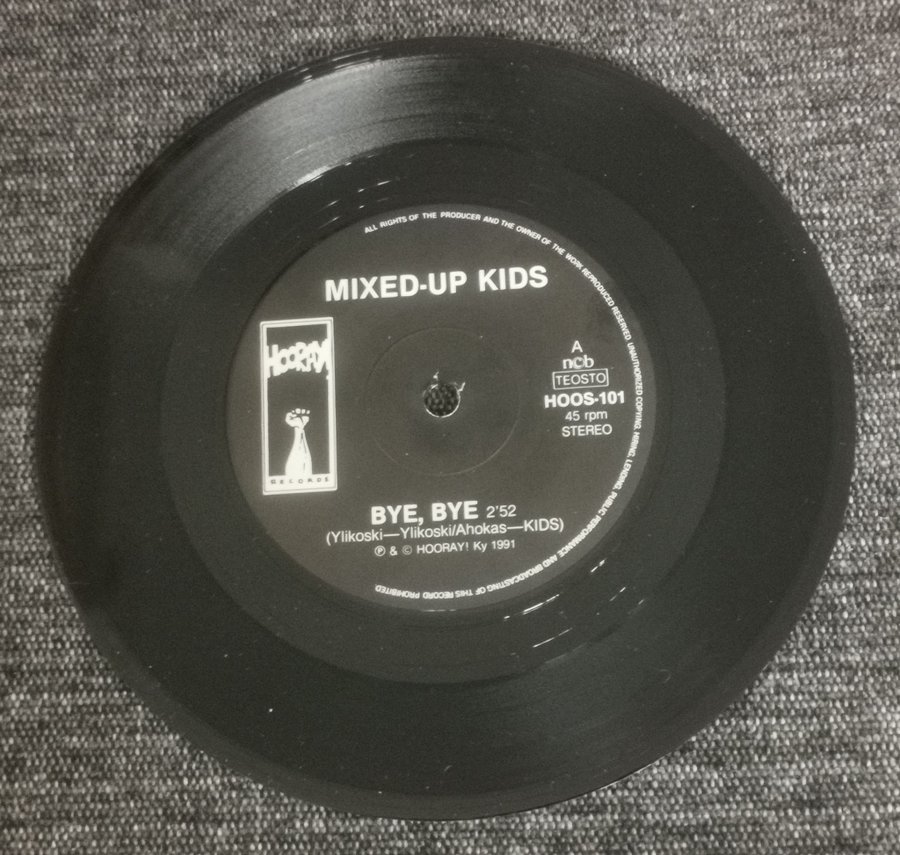 ALL RIGHTS OF THE PRODUCER AND THE OWNER OF THE WORK REPRODUCED RESERVED. UNAUTHORIZED COPYING, HIRING, LENDING, PUBLIC PERFORMANCE AND BROADCASTING OF THIS RECORD PROHIBITED
MIXED-UP KIDS
HOORAY!
RECORDS
A
ncb
TEOSTO
HOOS-101
45 rpm
STEREO
BYE, BYE 2'52
(Ylikoski—Ylikoski/Ahokas—KIDS)
℗ & © HOORAY! Ky 1991